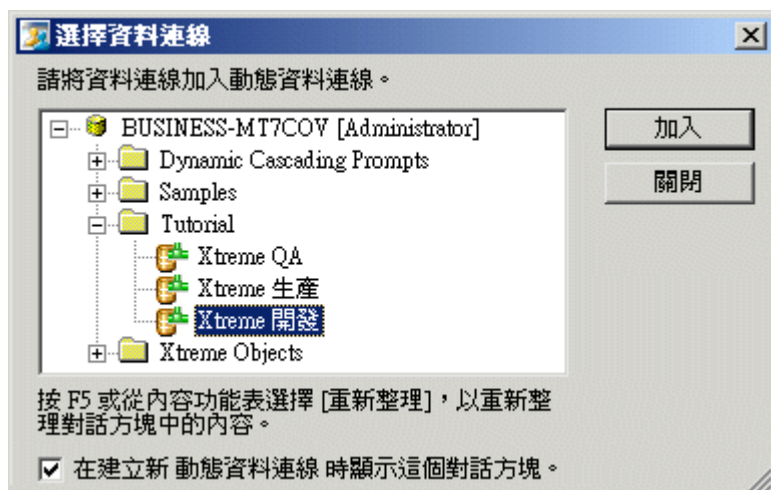 選擇資料連線
請將資料連線加入動態資料連線。
BUSINESS-MT7COV [Administrator]
加入
Dynamic Cascading Prompts
Samples
關閉
Tutorial
Xtreme QA
Xtreme 生產
Xtreme 開發
Xtreme Objects
按 F5 或從內容功能表選擇 [重新整理]，以重新整
理對話方塊中的內容。
在建立新 動態資料連線 時顯示這個對話方塊。